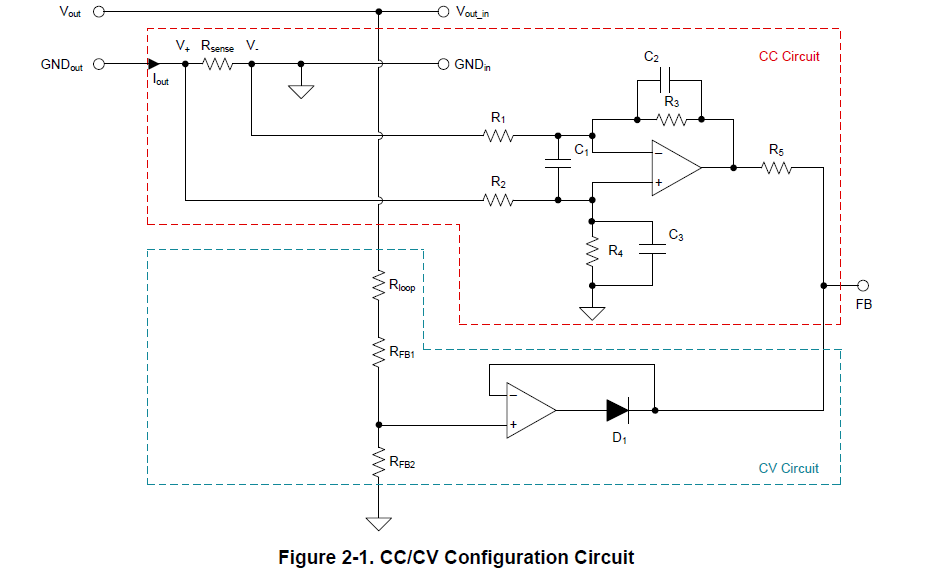 Vout Vout_in
V+ Rsense V-
GNDout GNDin
Iout
CC Circuit
C2
R3
R1
C1
−
R5
R2
+
C3
R4
FB
Rloop
RFB1
−
+
D1
RFB2
CV Circuit
Figure 2-1. CC/CV Configuration Circuit